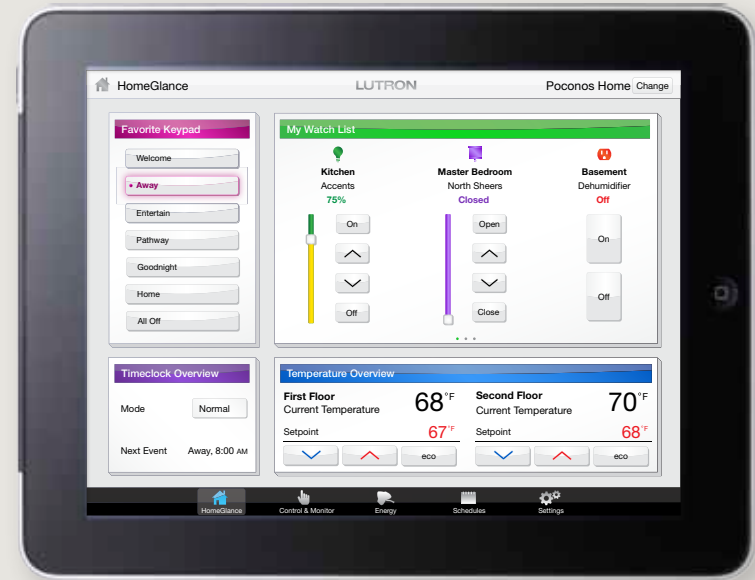 HomeGlance
LUTRON
Poconos Home Change
Favorite Keypad
Welcome
• Away
Entertain
Pathway
Goodnight
Home
All Off
My Watch List
Kitchen
Accents
75%
On
Off
Master Bedroom
North Sheers
Closed
Open
Close
Basement
Dehumidifier
Off
On
Off
Timeclock Overview
Mode Normal
Next Event Away, 8:00 AM
Temperature Overview
First Floor
Current Temperature
68°F
Setpoint 67°F
eco
Second Floor
Current Temperature
70°F
Setpoint 68°F
eco
HomeGlance Control & Monitor Energy Schedules Settings